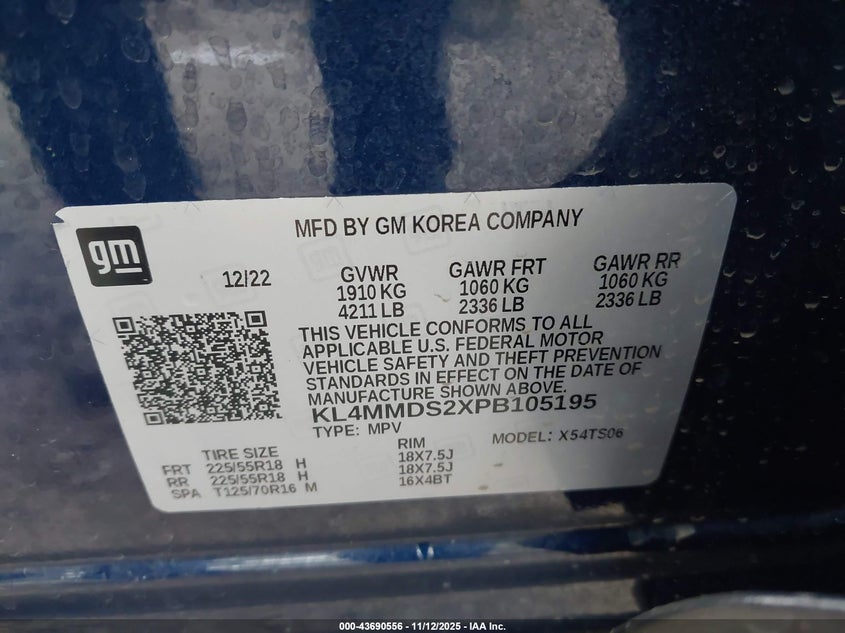 gm
MFD BY GM KOREA COMPANY
12/22
GVWR
1910 KG
4211 LB
GAWR FRT
1060 KG
2336 LB
GAWR RR
1060 KG
2336 LB
THIS VEHICLE CONFORMS TO ALL
APPLICABLE U.S. FEDERAL MOTOR
VEHICLE SAFETY AND THEFT PREVENTION
STANDARDS IN EFFECT ON THE DATE OF
MANUFACTURE SHOWN ABOVE.
KL4MMDS2XPB105195
TYPE: MPV
MODEL: X54TS06
TIRE SIZE RIM
FRT 225/55R18 H 18X7.5J
RR 225/55R18 H 18X7.5J
SPA T125/70R16 M 16X4BT
000-43690556 - 11/12/2025 - IAA Inc.